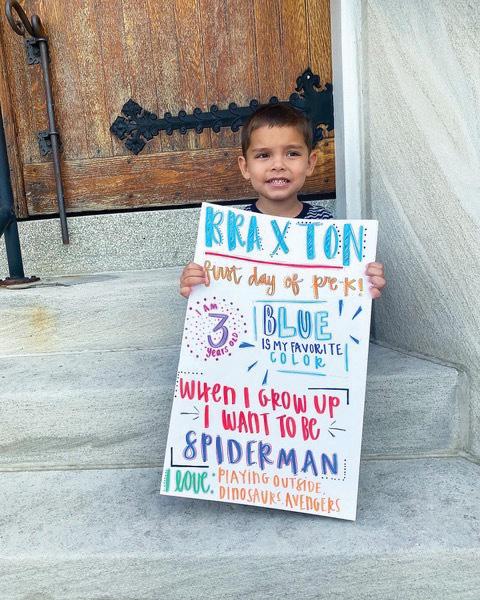 BRAXTON
first day of pre-K!
I AM
3
years old
BLUE
IS MY FAVORITE
COLOR
WHEN I GROW UP
I WANT TO BE
SPIDERMAN
I LOVE: PLAYING OUTSIDE,
DINOSAURS, AVENGERS